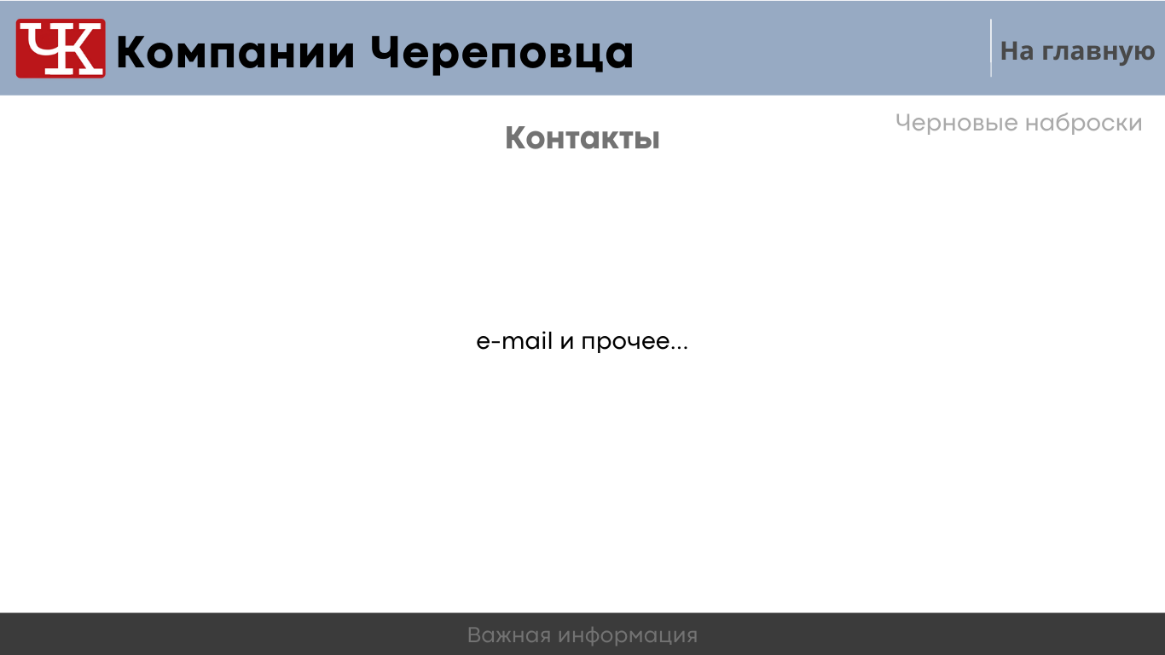 ЧК Компании Череповца
На главную
Черновые наброски
Контакты
e-mail и прочее...
Важная информация